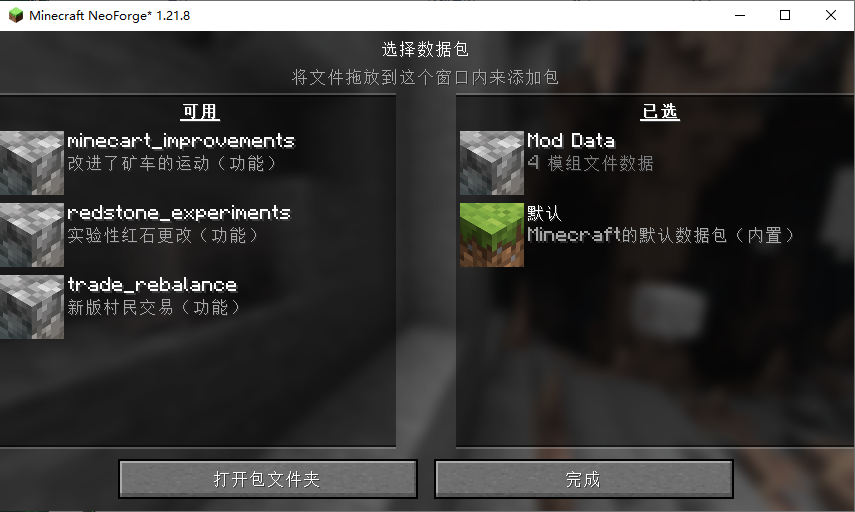 Minecraft NeoForge* 1.21.8
选择数据包
将文件拖放到这个窗口内来添加包
可用
minecart_improvements
改进了矿车的运动（功能）
redstone_experiments
实验性红石更改（功能）
trade_rebalance
新版村民交易（功能）
已选
Mod Data
4 模组文件数据
默认
Minecraft的默认数据包（内置）
打开包文件夹
完成